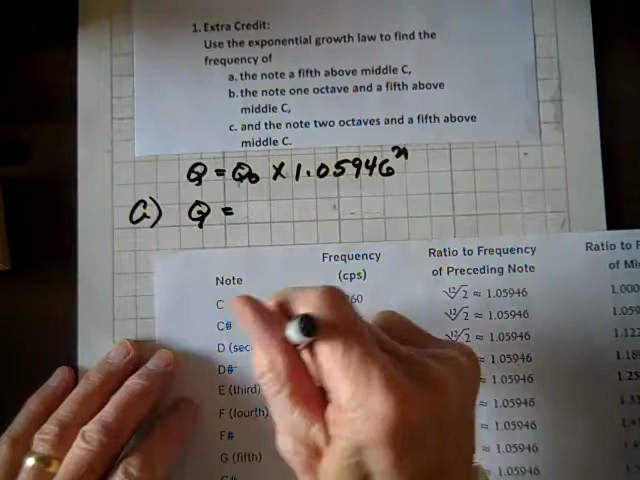 1. Extra Credit:
Use the exponential growth law to find the
frequency of
a. the note a fifth above middle C,
b. the note one octave and a fifth above
middle C,
c. and the note two octaves and a fifth above
middle C.
Q = Q₀ × 1.05946ⁿ
a) Q =
Note Frequency (cps) Ratio to Frequency of Preceding Note Ratio to of
C ¹²√2 ≈ 1.05946
C# ¹²√2 ≈ 1.05946
D ¹²√2 ≈ 1.05946
D# ≈ 1.05946
E (third) ≈ 1.05946
F (fourth) ≈ 1.05946
F# ≈ 1.05946
G (fifth) ≈ 1.05946
≈ 1.05946